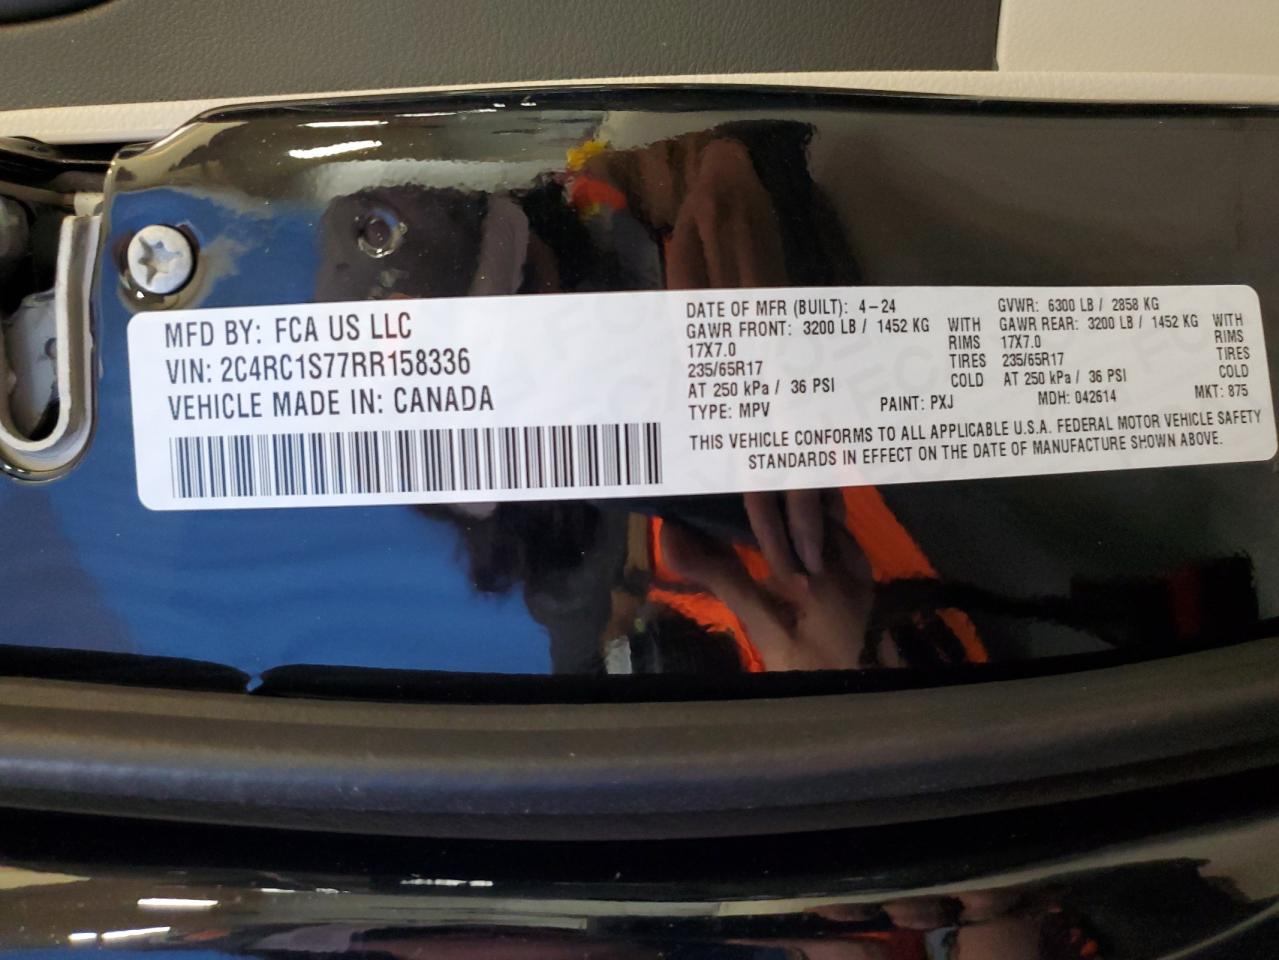 MFD BY: FCA US LLC
VIN: 2C4RC1S77RR158336
VEHICLE MADE IN: CANADA
DATE OF MFR (BUILT): 4-24
GAWR FRONT: 3200 LB / 1452 KG WITH
17X7.0 RIMS
235/65R17 TIRES
AT 250 kPa / 36 PSI COLD
GVWR: 6300 LB / 2858 KG
GAWR REAR: 3200 LB / 1452 KG WITH
17X7.0 RIMS
235/65R17 TIRES
AT 250 kPa / 36 PSI COLD
TYPE: MPV PAINT: PXJ MDH: 042614 MKT: 875
THIS VEHICLE CONFORMS TO ALL APPLICABLE U.S.A. FEDERAL MOTOR VEHICLE SAFETY
STANDARDS IN EFFECT ON THE DATE OF MANUFACTURE SHOWN ABOVE.